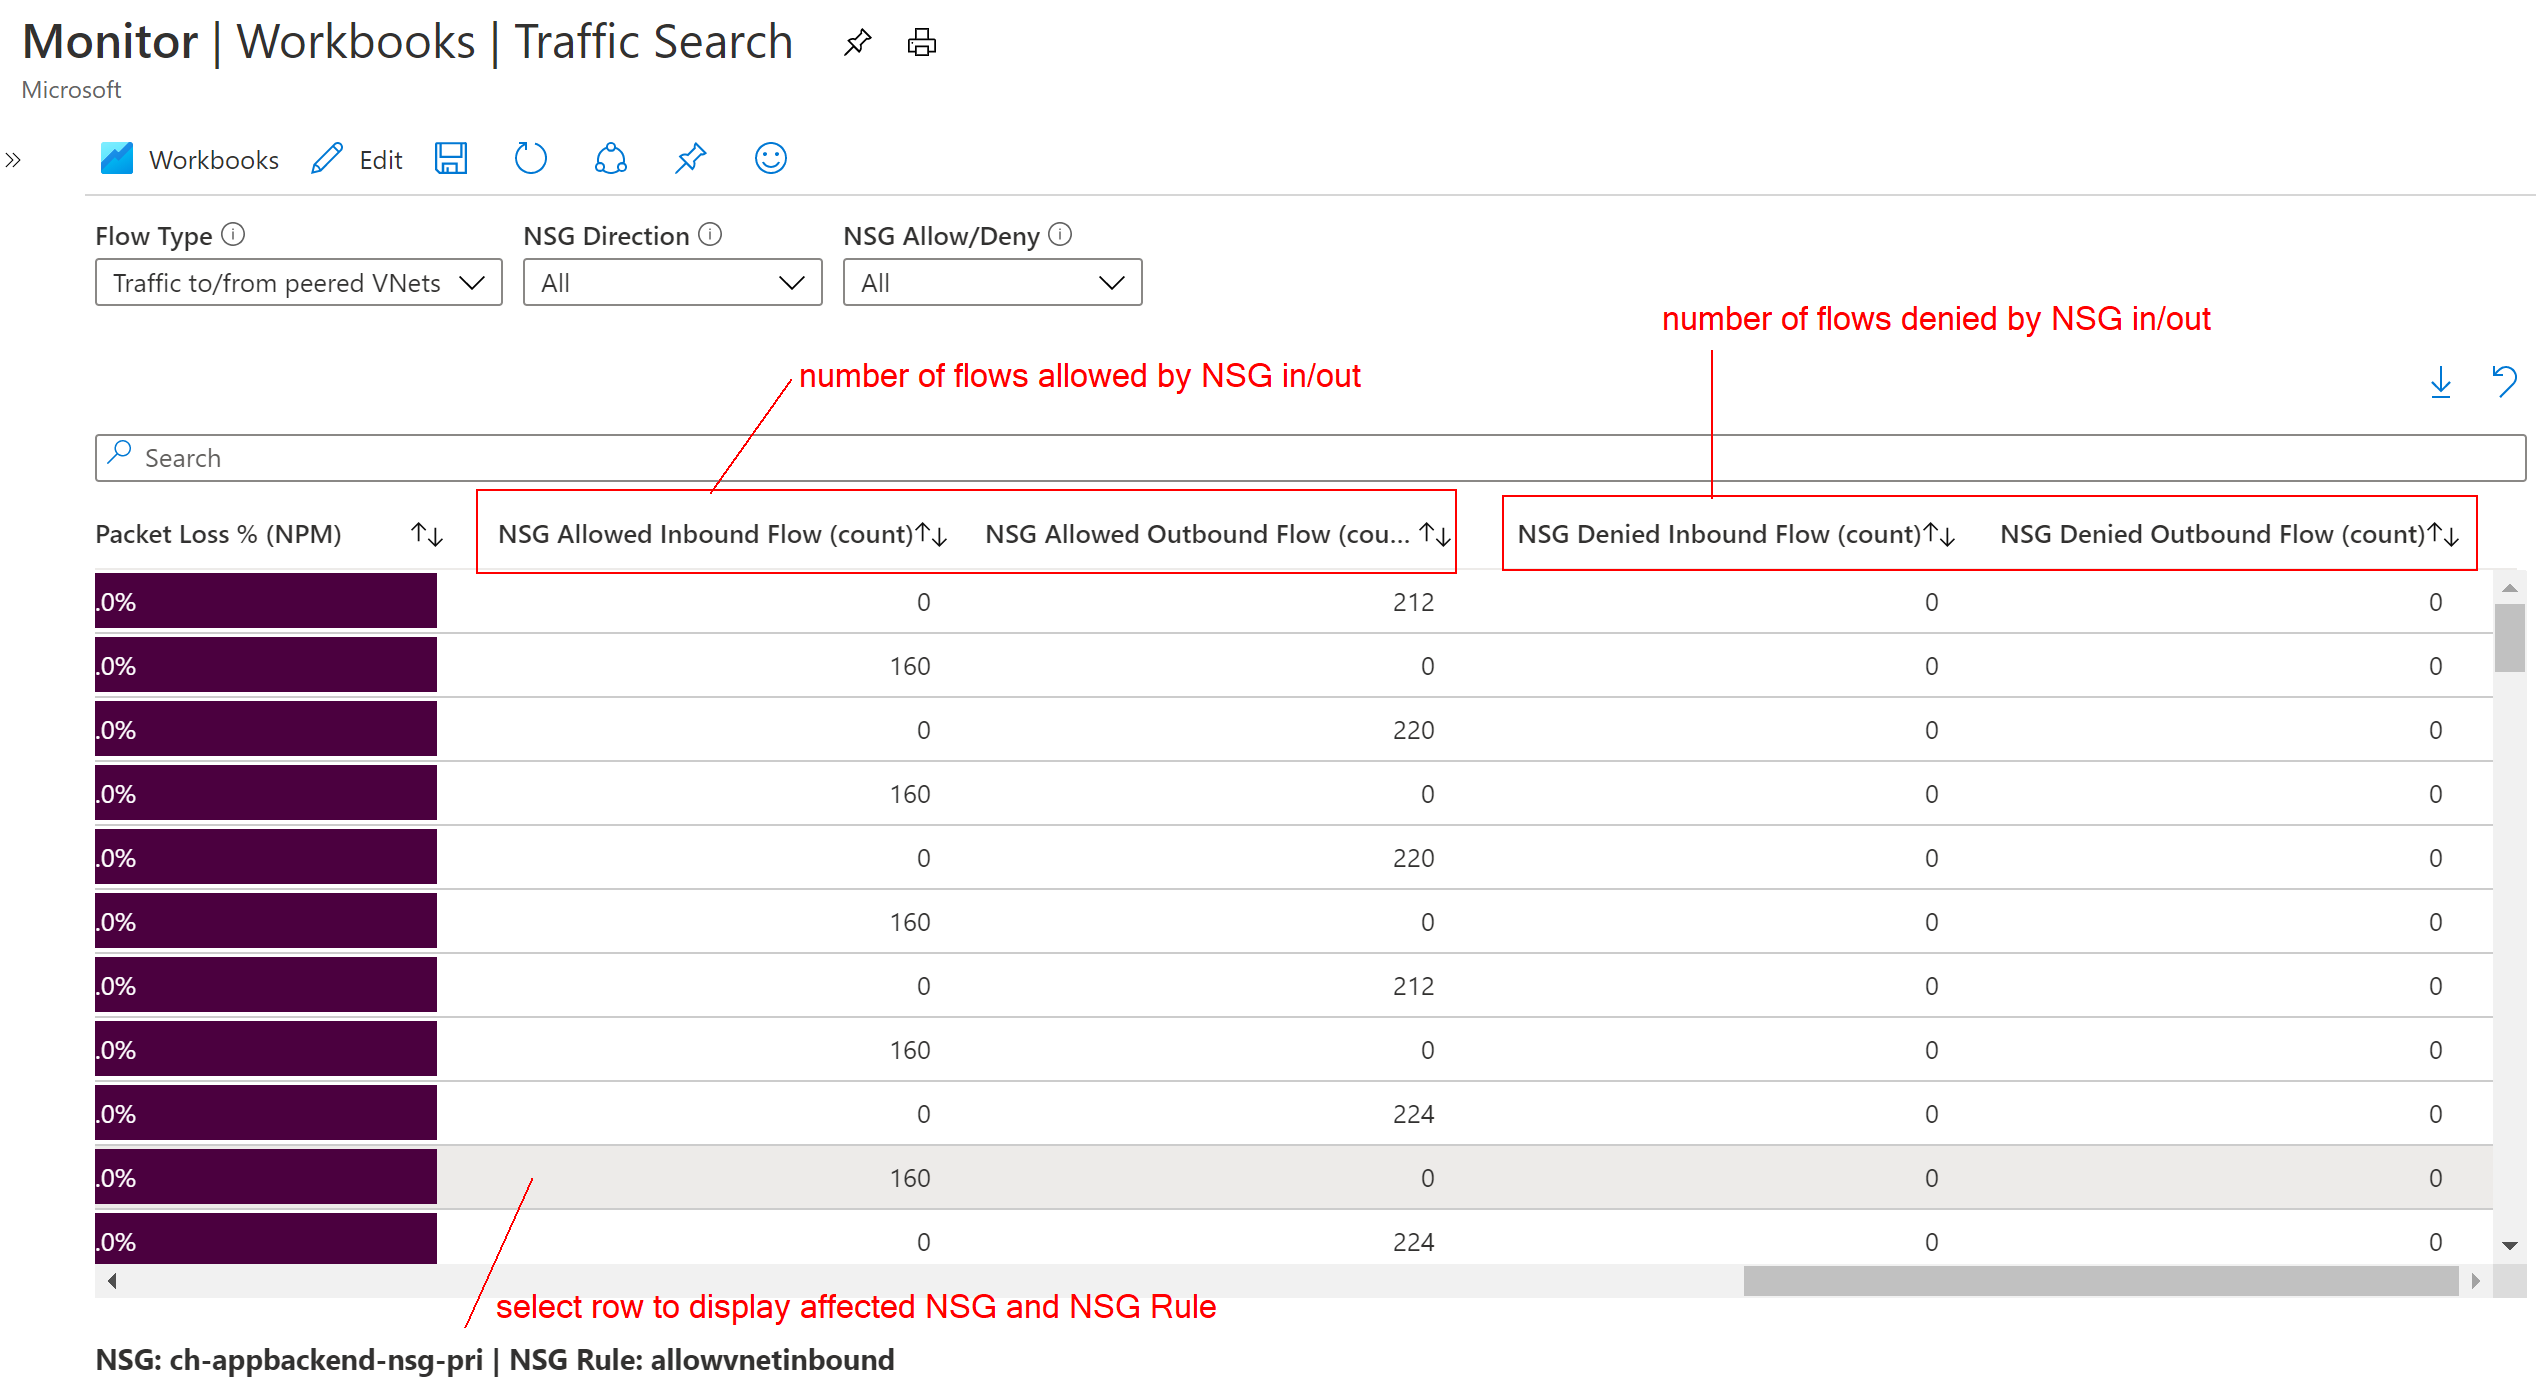 Monitor | Workbooks | Traffic Search
Microsoft
Workbooks Edit
Flow Type NSG Direction NSG Allow/Deny
Traffic to/from peered VNets All All
number of flows denied by NSG in/out
number of flows allowed by NSG in/out
Search
Packet Loss % (NPM) NSG Allowed Inbound Flow (count) NSG Allowed Outbound Flow (cou... NSG Denied Inbound Flow (count) NSG Denied Outbound Flow (count)
.0% 0 212 0 0
.0% 160 0 0 0
.0% 0 220 0 0
.0% 160 0 0 0
.0% 0 220 0 0
.0% 160 0 0 0
.0% 0 212 0 0
.0% 160 0 0 0
.0% 0 224 0 0
.0% 160 0 0 0
.0% 0 224 0 0
select row to display affected NSG and NSG Rule
NSG: ch-appbackend-nsg-pri | NSG Rule: allowvnetinbound